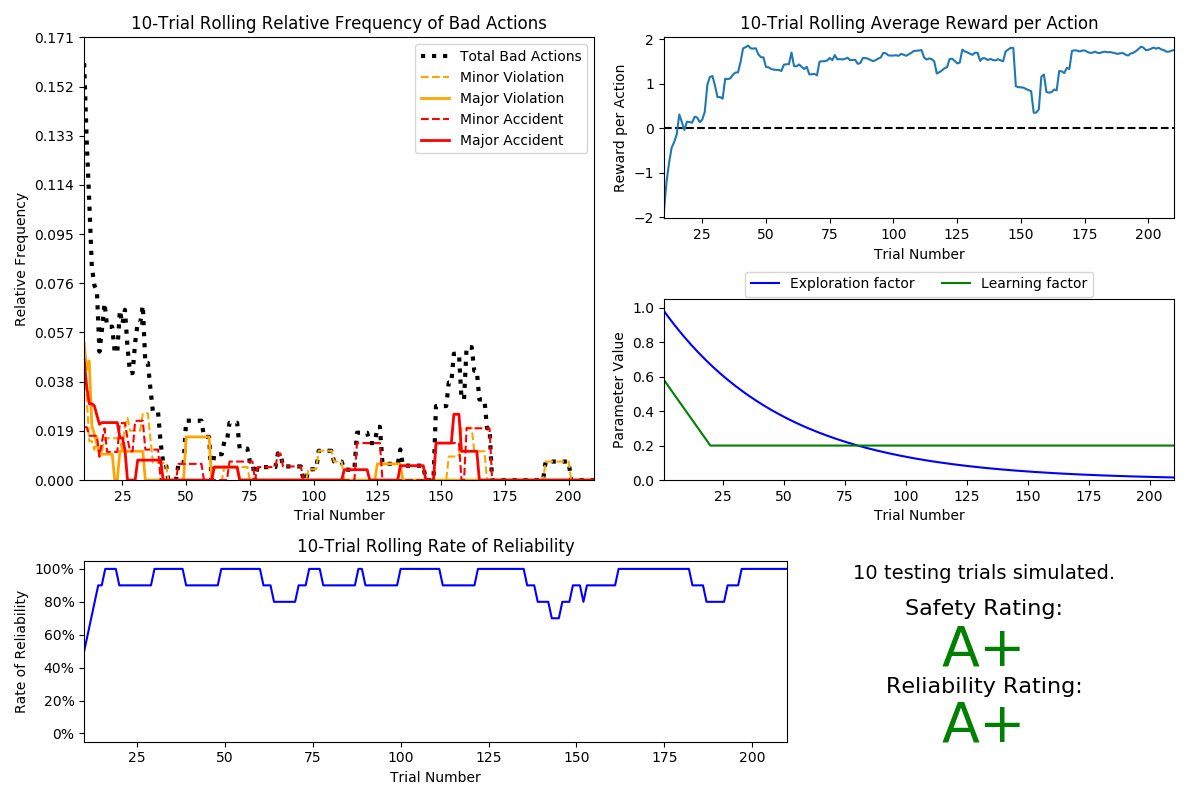 10-Trial Rolling Relative Frequency of Bad Actions
0.171
0.152
0.133
0.114
0.095
0.076
0.057
0.038
0.019
0.000
Relative Frequency
Total Bad Actions
Minor Violation
Major Violation
Minor Accident
Major Accident
25 50 75 100 125 150 175 200
Trial Number
10-Trial Rolling Average Reward per Action
2
1
0
−1
−2
Reward per Action
25 50 75 100 125 150 175 200
Trial Number
Exploration factor Learning factor
1.0
0.8
0.6
0.4
0.2
0.0
Parameter Value
25 50 75 100 125 150 175 200
Trial Number
10-Trial Rolling Rate of Reliability
100%
80%
60%
40%
20%
0%
Rate of Reliability
25 50 75 100 125 150 175 200
Trial Number
10 testing trials simulated.
Safety Rating:
A+
Reliability Rating:
A+